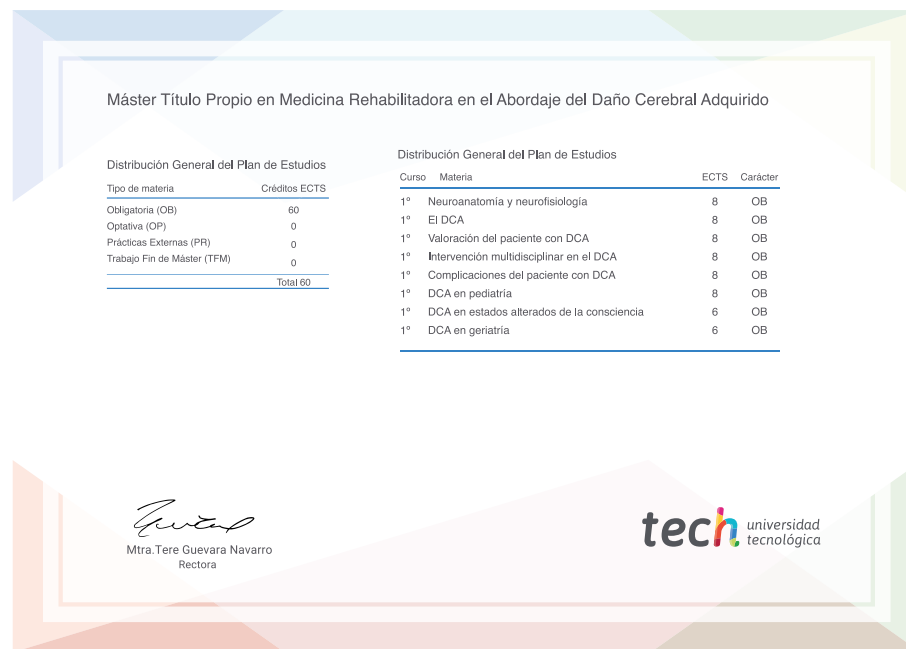 Máster Título Propio en Medicina Rehabilitadora en el Abordaje del Daño Cerebral Adquirido
Distribución General del Plan de Estudios
Tipo de materia Créditos ECTS
Obligatoria (OB) 60
Optativa (OP) 0
Prácticas Externas (PR) 0
Trabajo Fin de Máster (TFM) 0
Total 60
Distribución General del Plan de Estudios
Curso Materia ECTS Carácter
1º Neuroanatomía y neurofisiología 8 OB
1º El DCA 8 OB
1º Valoración del paciente con DCA 8 OB
1º Intervención multidisciplinar en el DCA 8 OB
1º Complicaciones del paciente con DCA 8 OB
1º DCA en pediatría 8 OB
1º DCA en estados alterados de la consciencia 6 OB
1º DCA en geriatría 6 OB
Mtra.Tere Guevara Navarro
Rectora
tech universidad
tecnológica